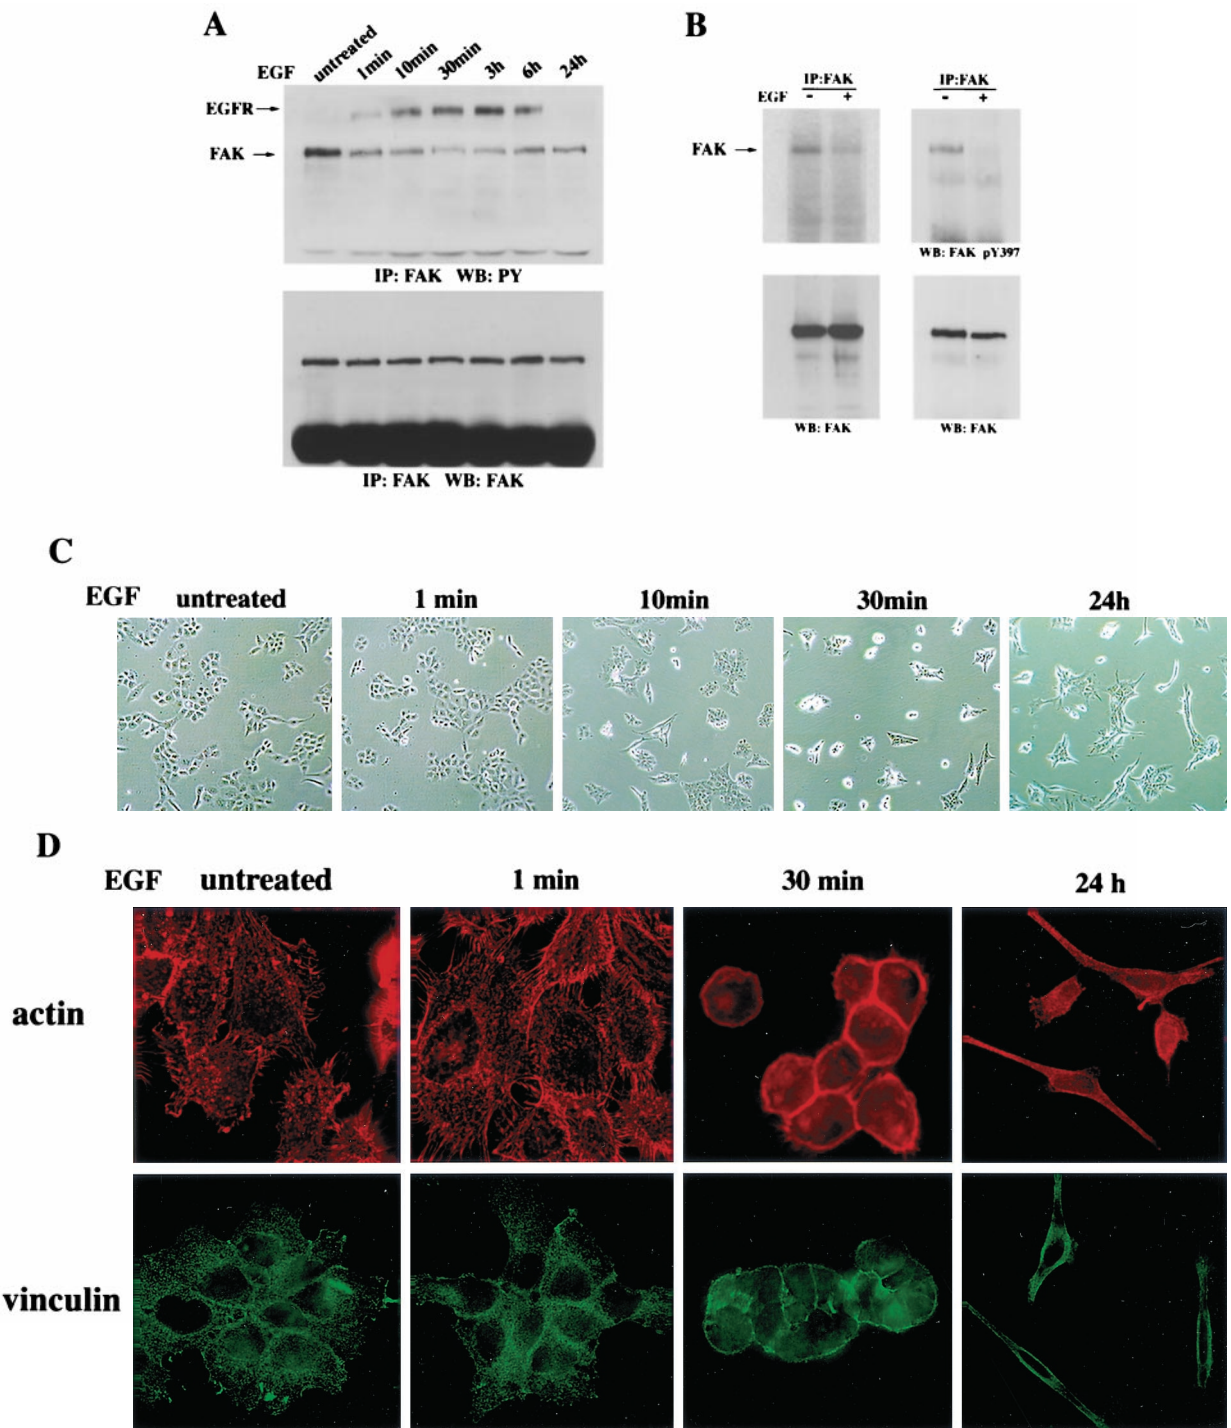 A
EGF untreated 1min 10min 30min 3h 6h 24h
EGFR
FAK
IP: FAK WB: PY
IP: FAK WB: FAK
B
IP:FAK IP:FAK
EGF - + - +
FAK
WB: FAK pY397
WB: FAK WB: FAK
C
EGF untreated 1 min 10min 30min 24h
D
EGF untreated 1 min 30 min 24 h
actin
vinculin